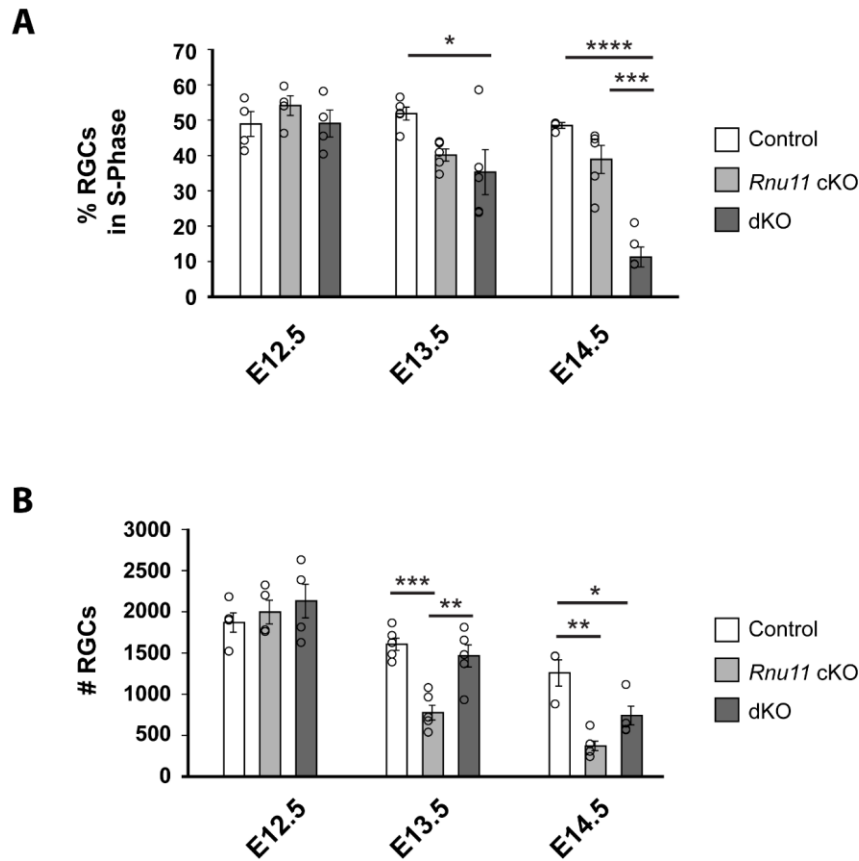 A
% RGCs
in S-Phase
70
60
50
40
30
20
10
0
*
****
***
E12.5
E13.5
E14.5
Control
Rnu11 cKO
dKO
B
# RGCs
3000
2500
2000
1500
1000
500
0
***
**
*
**
E12.5
E13.5
E14.5
Control
Rnu11 cKO
dKO